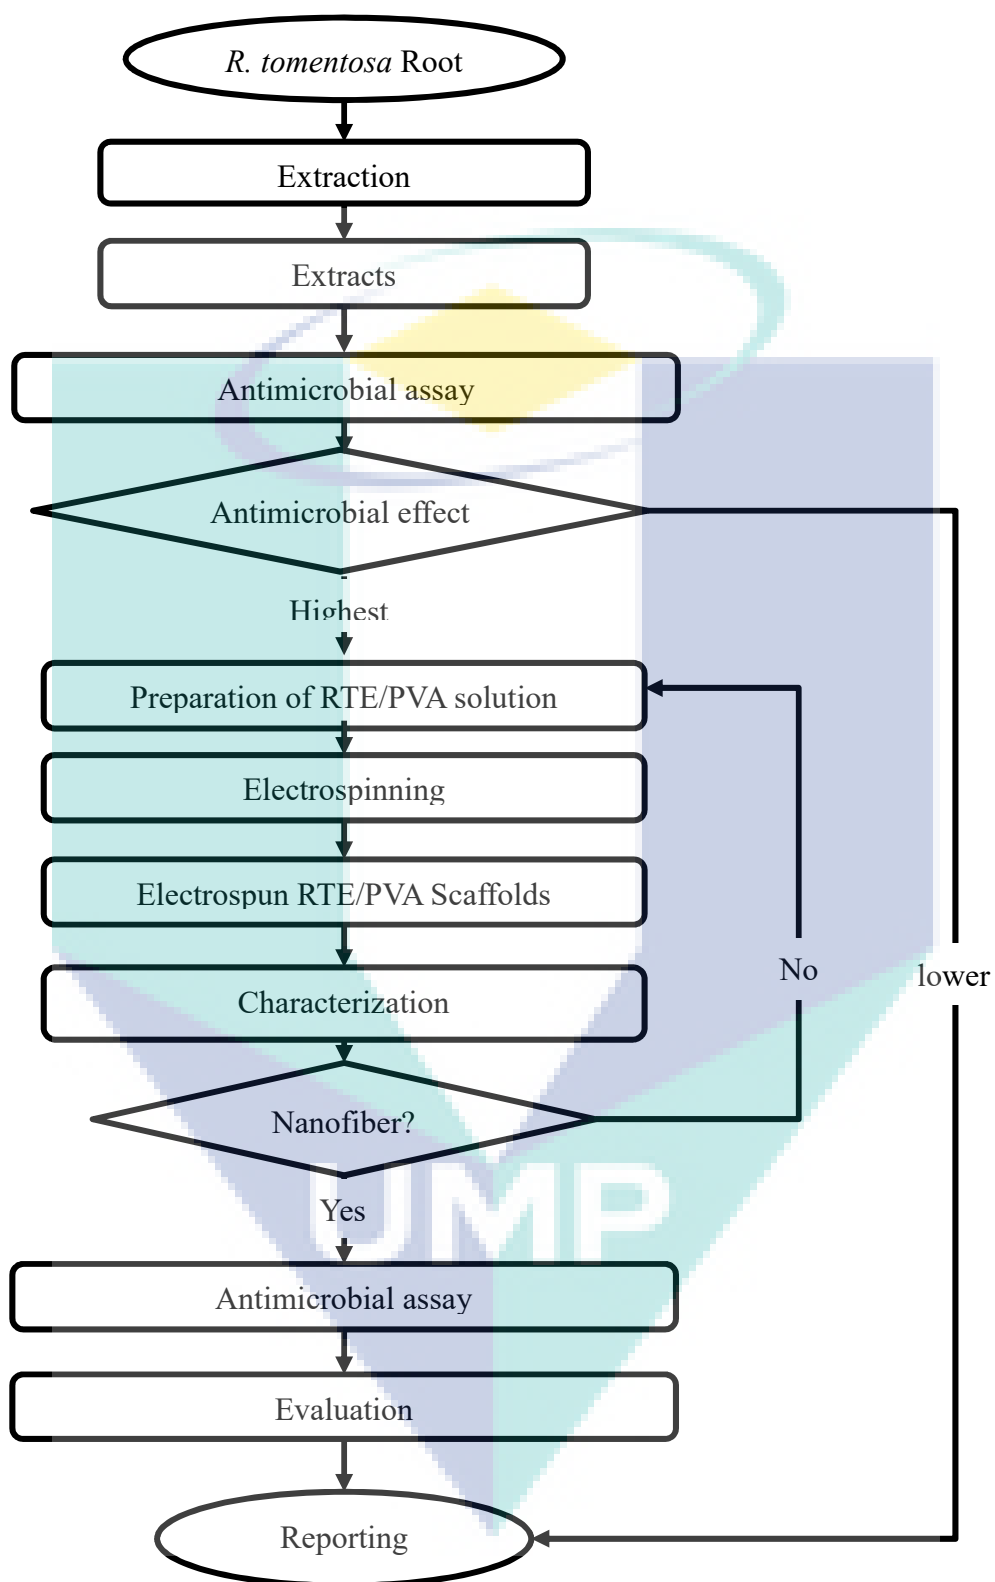 R. tomentosa Root
Extraction
Extracts
Antimicrobial assay
Antimicrobial effect
Highest
Preparation of RTE/PVA solution
Electrospinning
Electrospun RTE/PVA Scaffolds
No
lower
Characterization
Nanofiber?
UMP
Yes
Antimicrobial assay
Evaluation
Reporting